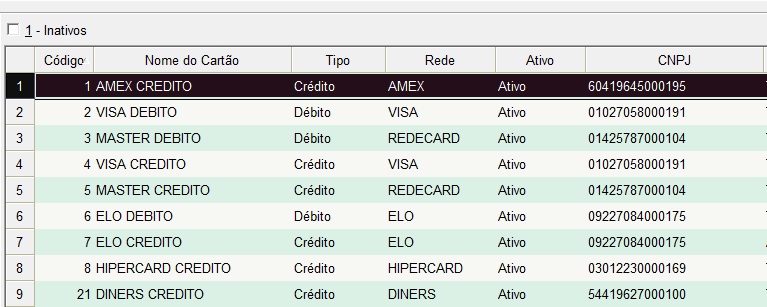 1 - Inativos
Código Nome do Cartão Tipo Rede Ativo CNPJ
1 1 AMEX CREDITO Crédito AMEX Ativo 60419645000195
2 2 VISA DEBITO Débito VISA Ativo 01027058000191
3 3 MASTER DEBITO Débito REDECARD Ativo 01425787000104
4 4 VISA CREDITO Crédito VISA Ativo 01027058000191
5 5 MASTER CREDITO Crédito REDECARD Ativo 01425787000104
6 6 ELO DEBITO Débito ELO Ativo 09227084000175
7 7 ELO CREDITO Crédito ELO Ativo 09227084000175
8 8 HIPERCARD CREDITO Crédito HIPERCARD Ativo 03012230000169
9 21 DINERS CREDITO Crédito DINERS Ativo 54419627000100